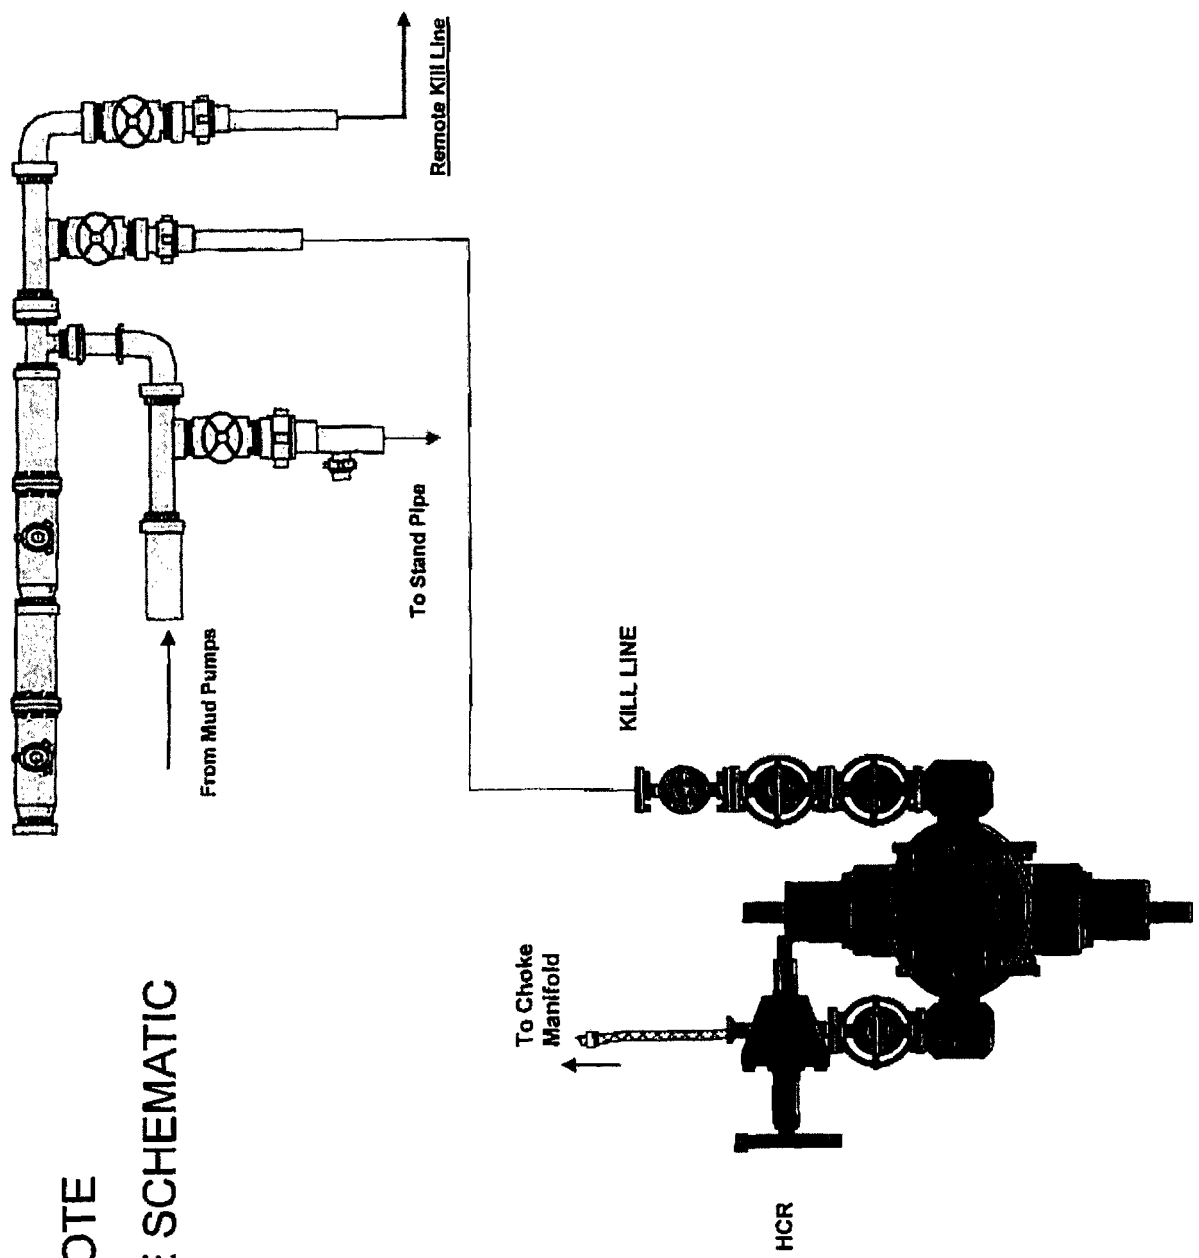 OTE
E SCHEMATIC
Remote Kill Line
From Mud Pumps
To Stand Pipe
KILL LINE
To Choke
Manifold
HCR